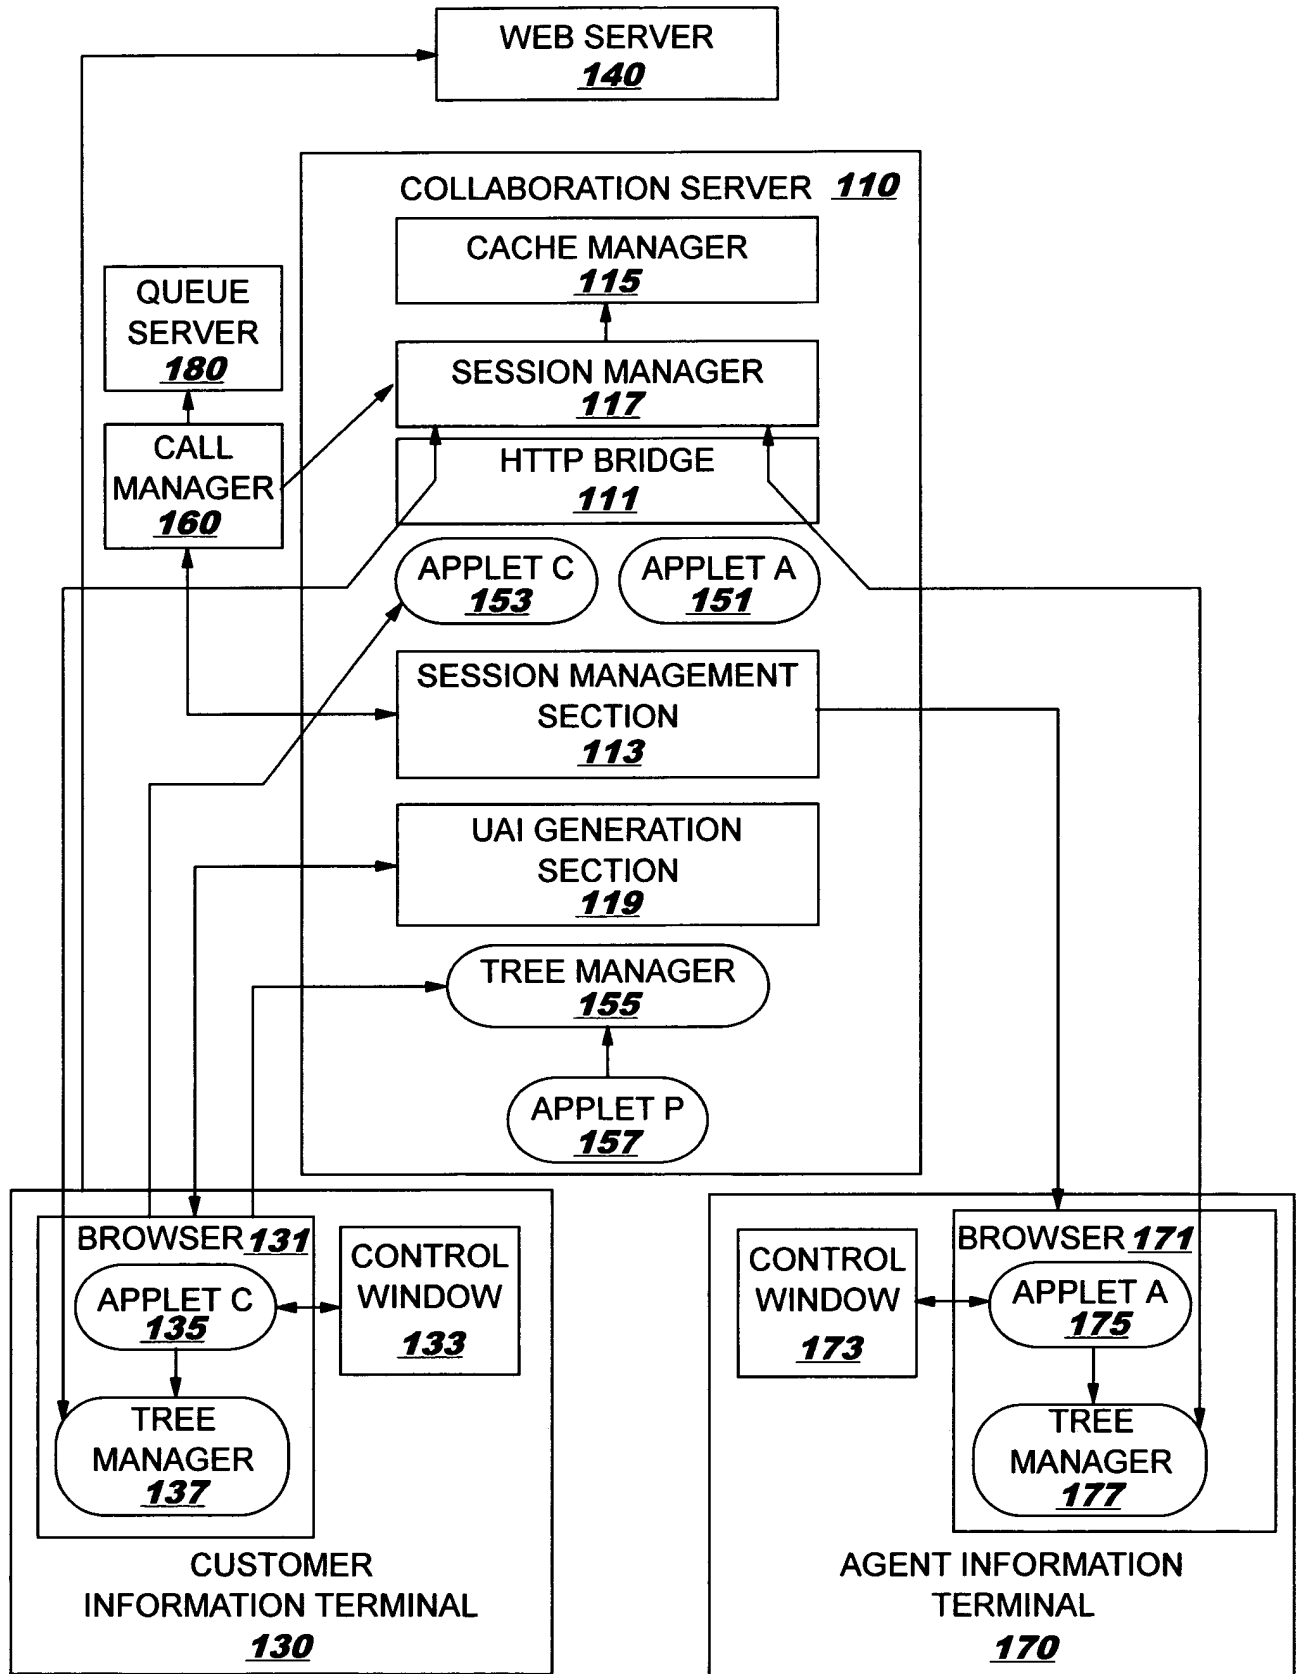 WEB SERVER
140
COLLABORATION SERVER 110
CACHE MANAGER
115
QUEUE
SERVER
180
SESSION MANAGER
117
CALL
MANAGER
160
HTTP BRIDGE
111
APPLET C
153
APPLET A
151
SESSION MANAGEMENT
SECTION
113
UAI GENERATION
SECTION
119
TREE MANAGER
155
APPLET P
157
BROWSER 131
APPLET C
135
CONTROL
WINDOW
133
TREE
MANAGER
137
CUSTOMER
INFORMATION TERMINAL
130
CONTROL
WINDOW
173
BROWSER 171
APPLET A
175
TREE
MANAGER
177
AGENT INFORMATION
TERMINAL
170